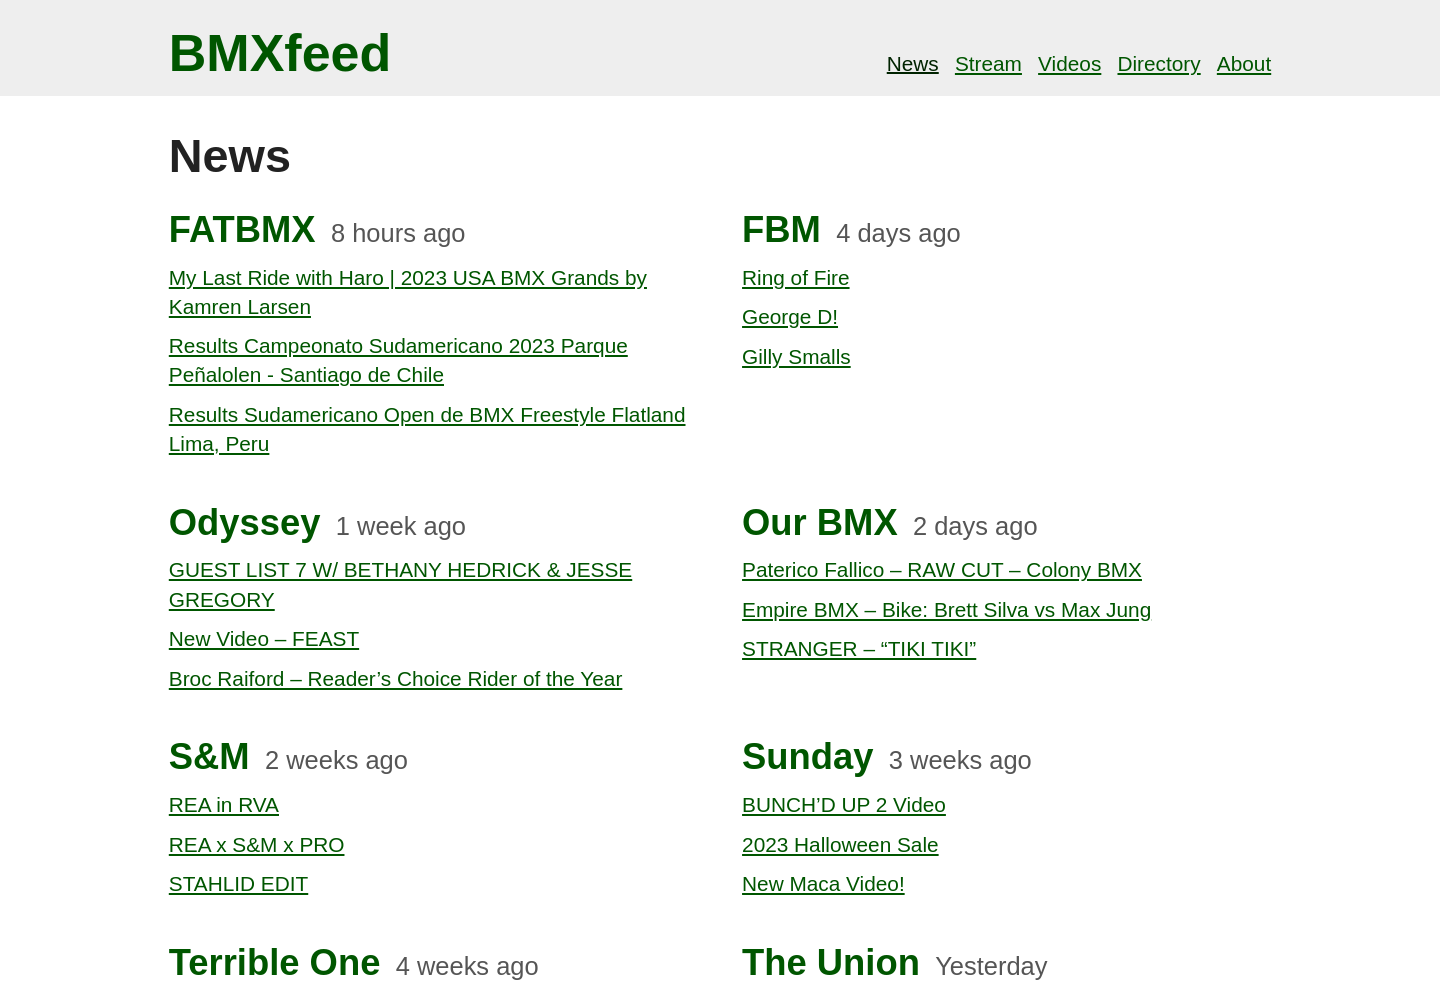 BMXfeed
News Stream Videos Directory About
News
FATBMX 8 hours ago
My Last Ride with Haro | 2023 USA BMX Grands by
Kamren Larsen
Results Campeonato Sudamericano 2023 Parque
Peñalolen - Santiago de Chile
Results Sudamericano Open de BMX Freestyle Flatland
Lima, Peru
FBM 4 days ago
Ring of Fire
George D!
Gilly Smalls
Odyssey 1 week ago
GUEST LIST 7 W/ BETHANY HEDRICK & JESSE
GREGORY
New Video – FEAST
Broc Raiford – Reader’s Choice Rider of the Year
Our BMX 2 days ago
Paterico Fallico – RAW CUT – Colony BMX
Empire BMX – Bike: Brett Silva vs Max Jung
STRANGER – “TIKI TIKI”
S&M 2 weeks ago
REA in RVA
REA x S&M x PRO
STAHLID EDIT
Sunday 3 weeks ago
BUNCH’D UP 2 Video
2023 Halloween Sale
New Maca Video!
Terrible One 4 weeks ago
The Union Yesterday